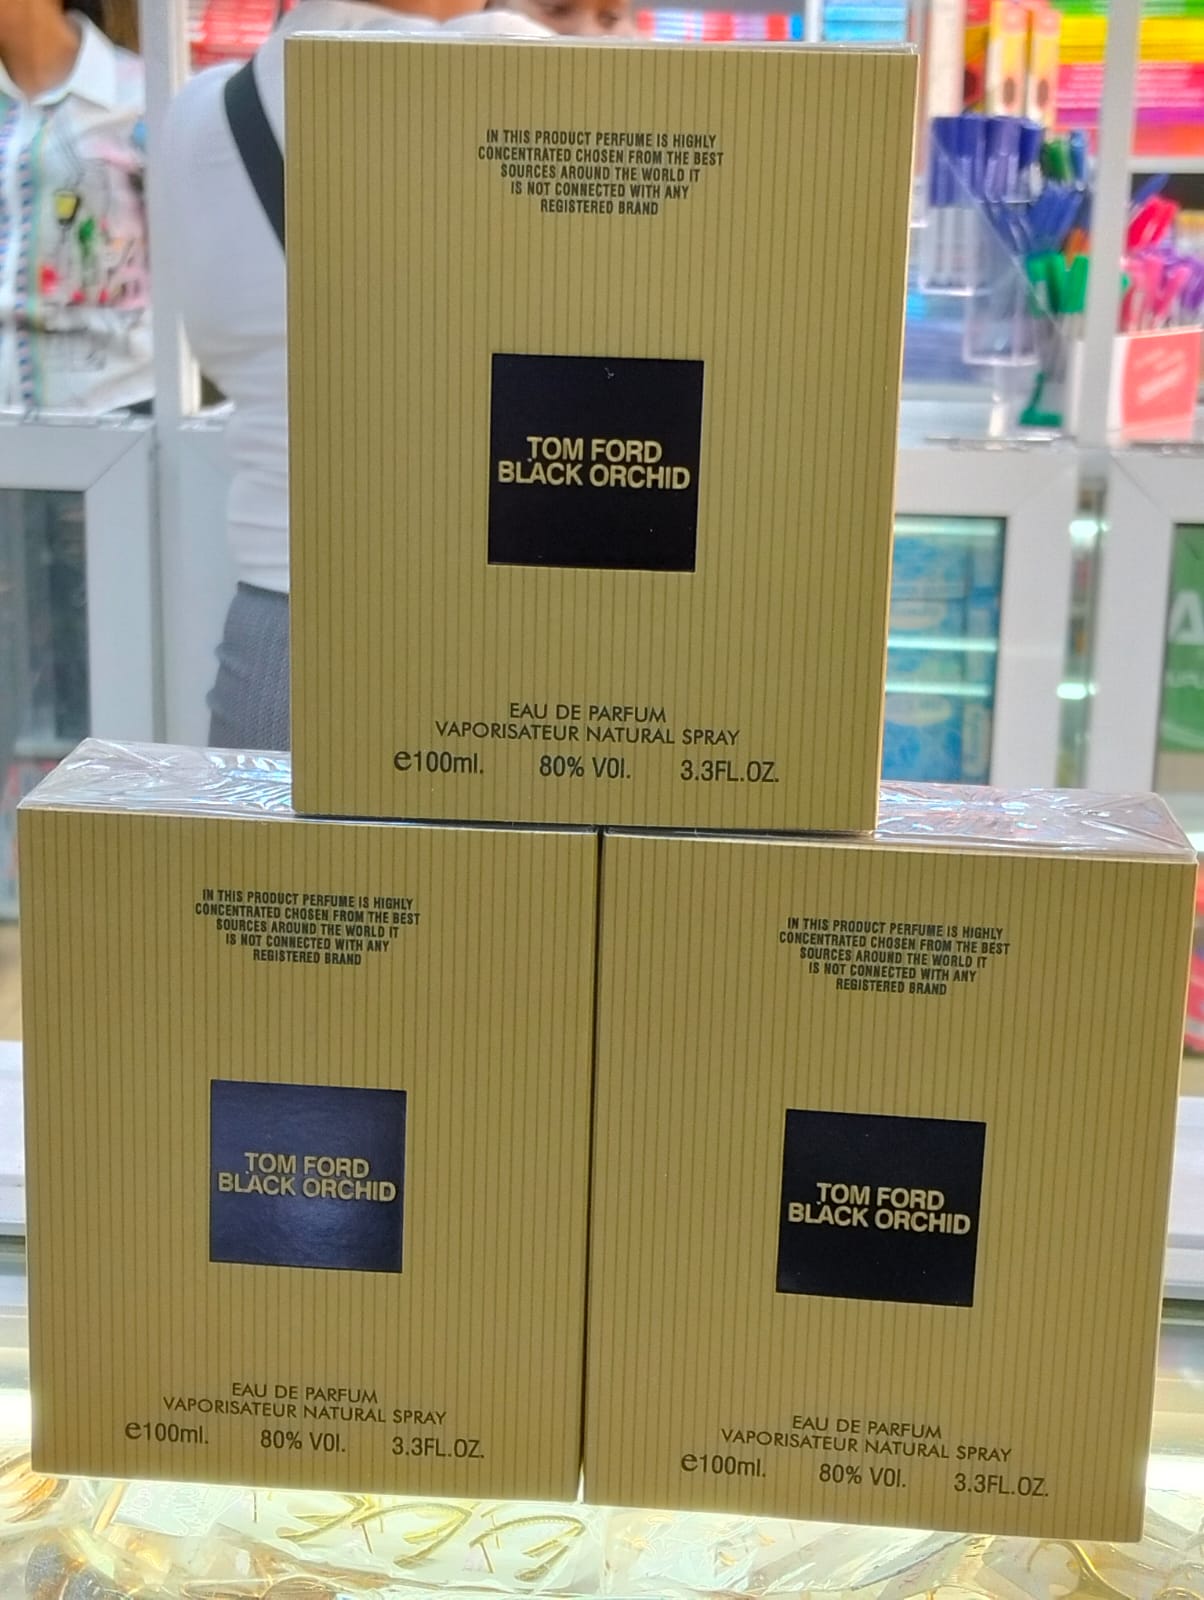 IN THIS PRODUCT PERFUME IS HIGHLY
CONCENTRATED CHOSEN FROM THE BEST
SOURCES AROUND THE WORLD IT
IS NOT CONNECTED WITH ANY
REGISTERED BRAND
TOM FORD
BLACK ORCHID
EAU DE PARFUM
VAPORISATEUR NATURAL SPRAY
e100ml. 80% VOl. 3.3FL.OZ.
IN THIS PRODUCT PERFUME IS HIGHLY
CONCENTRATED CHOSEN FROM THE BEST
SOURCES AROUND THE WORLD IT
IS NOT CONNECTED WITH ANY
REGISTERED BRAND
TOM FORD
BLACK ORCHID
EAU DE PARFUM
VAPORISATEUR NATURAL SPRAY
e100ml. 80% VOl. 3.3FL.OZ.
IN THIS PRODUCT PERFUME IS HIGHLY
CONCENTRATED CHOSEN FROM THE BEST
SOURCES AROUND THE WORLD IT
IS NOT CONNECTED WITH ANY
REGISTERED BRAND
TOM FORD
BLACK ORCHID
EAU DE PARFUM
VAPORISATEUR NATURAL SPRAY
e100ml. 80% VOl. 3.3FL.OZ.